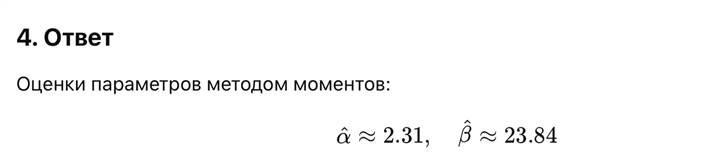 4. Ответ
Оценки параметров методом моментов:
α̂ ≈ 2.31, β̂ ≈ 23.84